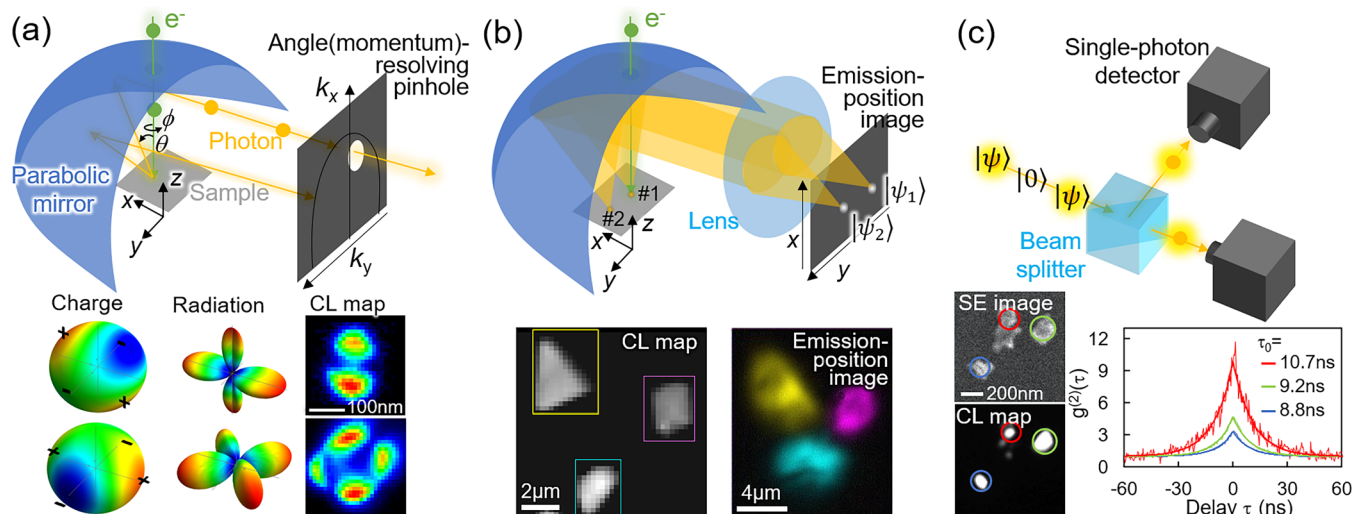 (a)
e-
Angle(momentum)-
resolving
pinhole
kx
ϕ
θ
Photon
Parabolic
mirror
Sample
z
x
y
ky
Charge
Radiation
CL map
+
-
-
+
100nm
-
+
-
+
(b)
e-
Emission-
position
image
#1
#2
|ψ1⟩
|ψ2⟩
Lens
z
x
y
x
y
CL map
2μm
Emission-
position
image
4μm
(c)
Single-photon
detector
|ψ⟩
|0⟩
|ψ⟩
Beam
splitter
SE image
200nm
CL map
12
9
6
3
0
g(2)(τ)
τ0=
10.7ns
9.2ns
8.8ns
-60 -30 0 30 60
Delay τ (ns)